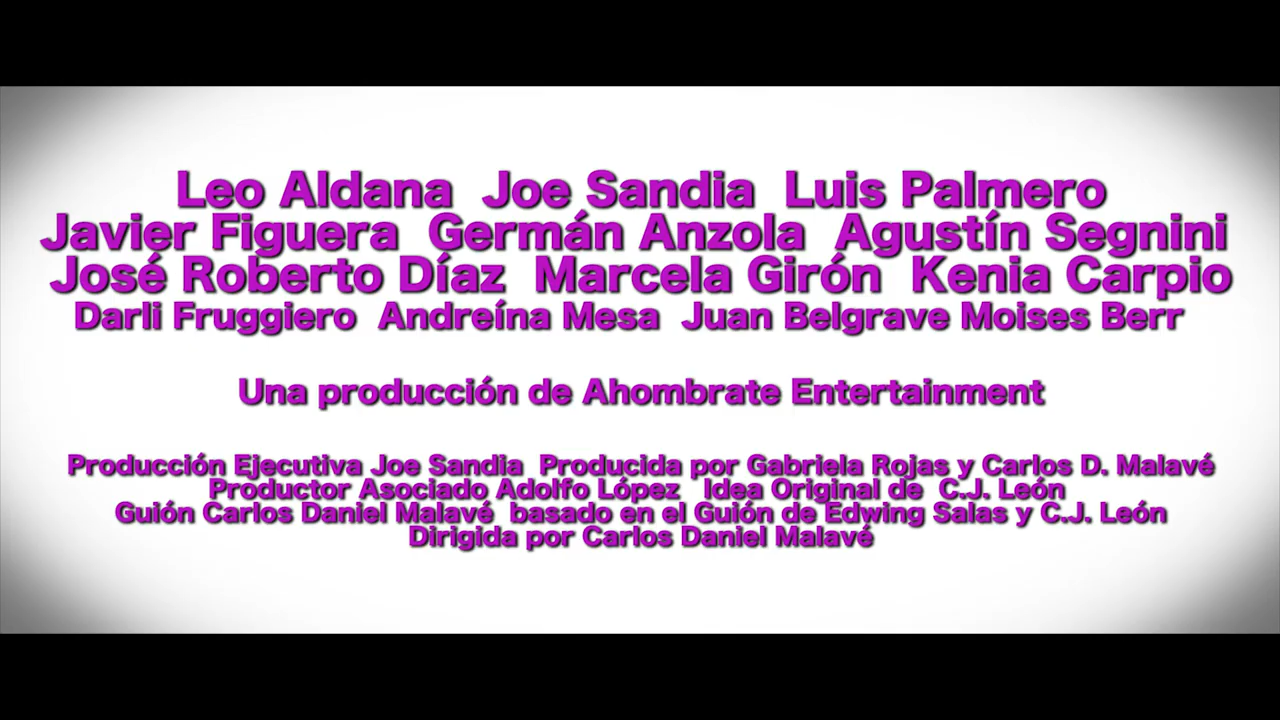 Leo Aldana  Joe Sandia  Luis Palmero
Javier Figuera  Germán Anzola  Agustín Segnini
José Roberto Díaz  Marcela Girón  Kenia Carpio
Darli Fruggiero  Andreína Mesa  Juan Belgrave Moises Berr
Una producción de Ahombrate Entertainment
Producción Ejecutiva Joe Sandia  Producida por Gabriela Rojas y Carlos D. Malavé
Productor Asociado Adolfo López   Idea Original de  C.J. León
Guión Carlos Daniel Malavé  basado en el Guión de Edwing Salas y C.J. León
Dirigida por Carlos Daniel Malavé